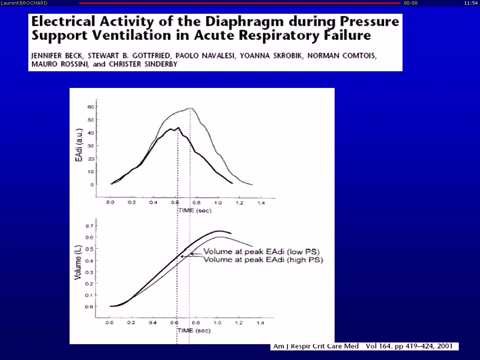 Laurent BROCHARD 00:00 11:54
Electrical Activity of the Diaphragm during Pressure
Support Ventilation in Acute Respiratory Failure
JENNIFER BECK, STEWART B. GOTTFRIED, PAOLO NAVALESI, YOANNA SKROBIK, NORMAN COMTOIS,
MAURO ROSSINI, and CHRISTER SINDERBY
EAdi (a.u.)
60
50
40
30
20
10
0
0.0 0.2 0.4 0.6 0.8 1.0 1.2 1.4
TIME (sec)
Volume (L)
0.7
0.6
0.5
0.4
0.3
0.2
0.1
0.0
Volume at peak EAdi (low PS)
Volume at peak EAdi (high PS)
0.0 0.2 0.4 0.6 0.8 1.0 1.2 1.4
TIME (sec)
Am J Respir Crit Care Med Vol 164. pp 419–424, 2001